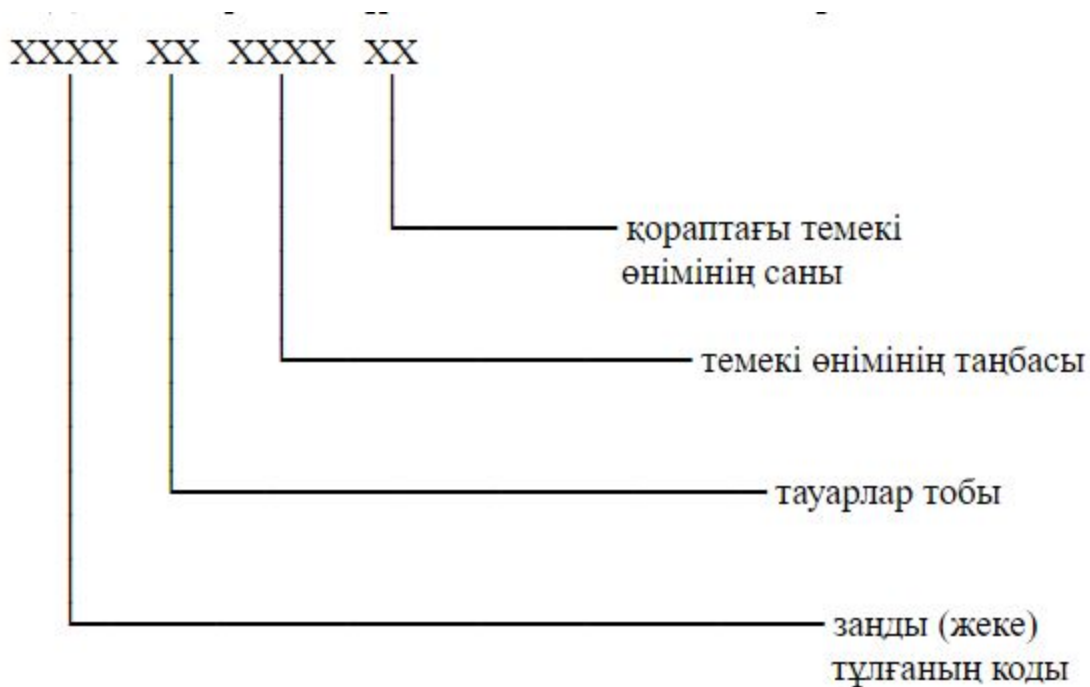 XXXX XX XXXX XX
қораптағы темекі
өнімінің саны
темекі өнімінің таңбасы
тауарлар тобы
заңды (жеке)
тұлғаның коды